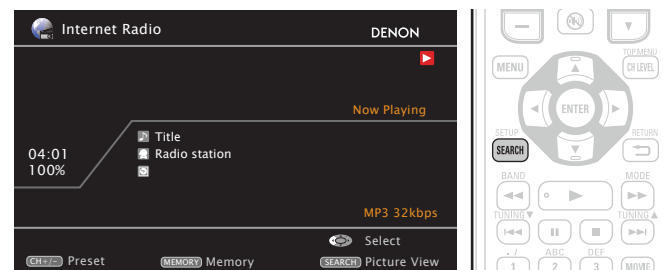 Internet Radio
DENON
Now Playing
Title
04:01
Radio station
100%
MP3 32kbps
Select
CH+/– Preset
MEMORY Memory
SEARCH Picture View
TOP MENU
MENU
CH LEVEL
ENTER
SETUP
RETURN
SEARCH
BAND
MODE
TUNING▼
TUNING▲
. /
ABC
DEF
1
2
3
MOVIE